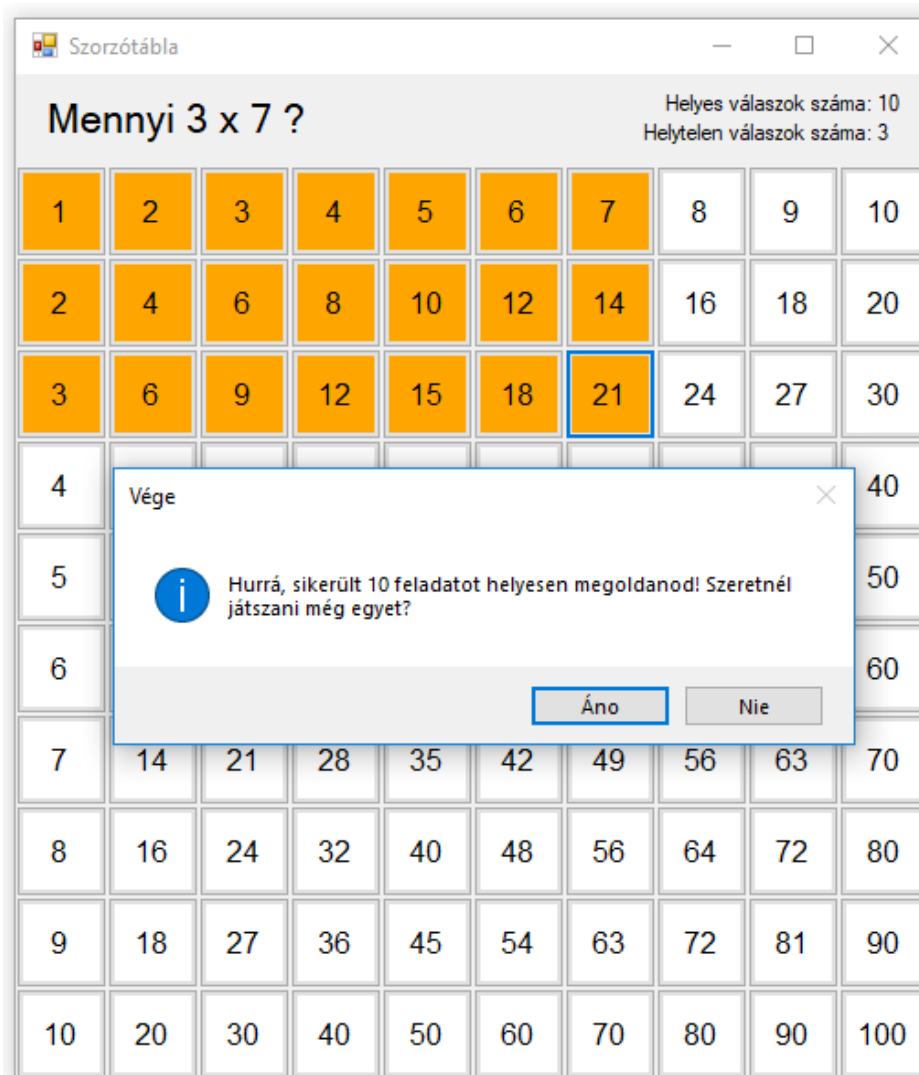 Szorzótábla
Mennyi 3 x 7 ?
Helyes válaszok száma: 10
Helytelen válaszok száma: 3
1 2 3 4 5 6 7 8 9 10
2 4 6 8 10 12 14 16 18 20
3 6 9 12 15 18 21 24 27 30
4 40
5 50
6 60
Vége
Hurrá, sikerült 10 feladatot helyesen megoldanod! Szeretnél
játszani még egyet?
Áno Nie
7 14 21 28 35 42 49 56 63 70
8 16 24 32 40 48 56 64 72 80
9 18 27 36 45 54 63 72 81 90
10 20 30 40 50 60 70 80 90 100